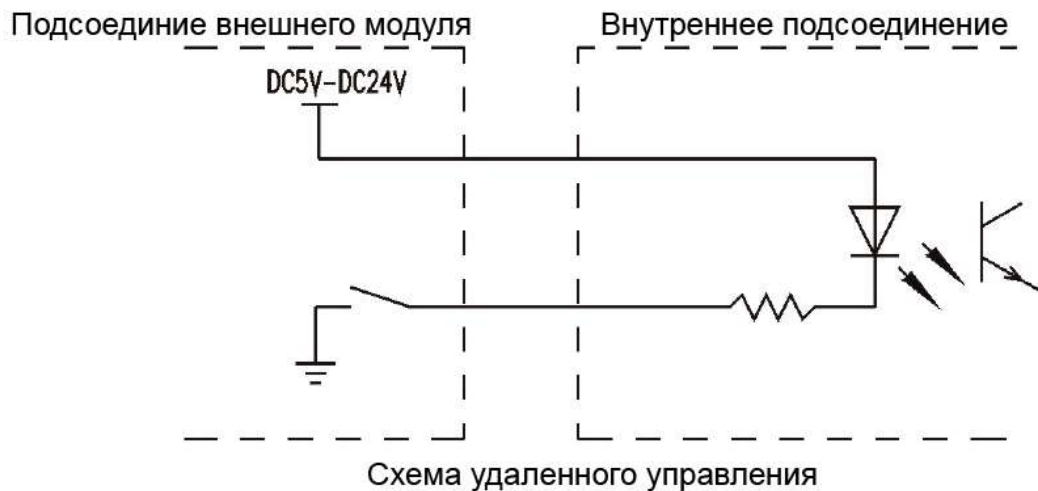 Подсоединие внешнего модуля
Внутреннее подсоединение
DC5V-DC24V
Схема удаленного управления